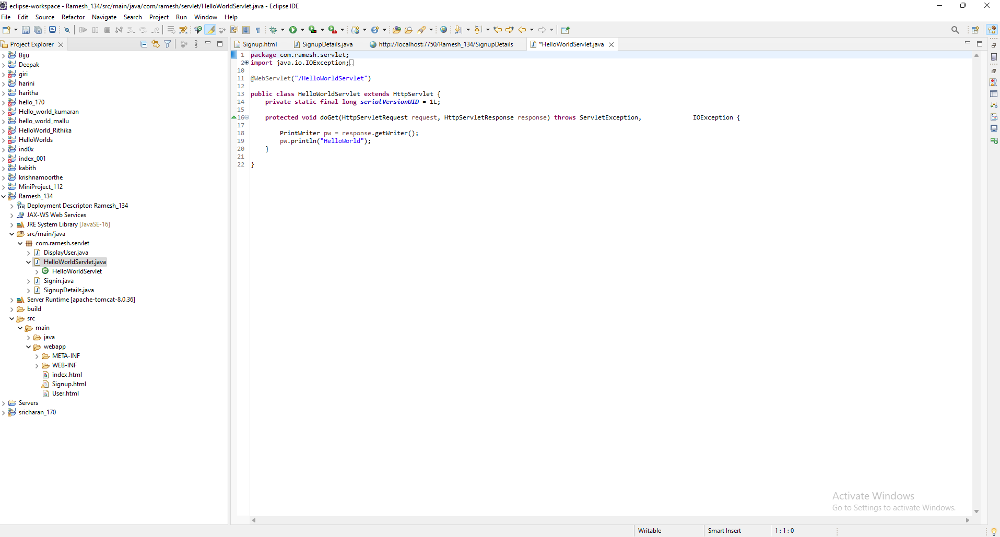 eclipse-workspace - Ramesh_134/src/main/java/com/ramesh/servlet/HelloWorldServlet.java - Eclipse IDE
File Edit Source Refactor Navigate Search Project Run Window Help
Project Explorer
Signup.html SignupDetails.java http://localhost:7750/Ramesh_134/SignupDetails *HelloWorldServlet.java
Biju
Deepak
giri
harini
haritha
hello_170
Hello_world_kumaran
hello_world_mallu
HelloWorld_Rithika
HelloWorlds
ind0x
index_001
kabith
krishnamoorthe
MiniProject_112
Ramesh_134
Deployment Descriptor: Ramesh_134
JAX-WS Web Services
JRE System Library [JavaSE-16]
src/main/java
com.ramesh.servlet
DisplayUser.java
HelloWorldServlet.java
HelloWorldServlet
Signin.java
SignupDetails.java
Server Runtime [apache-tomcat-8.0.36]
build
src
main
java
webapp
META-INF
WEB-INF
index.html
Signup.html
User.html
Servers
sricharan_170
1 package com.ramesh.servlet;
2 import java.io.IOException;
10
11 @WebServlet("/HelloWorldServlet")
12
13 public class HelloWorldServlet extends HttpServlet {
14 private static final long serialVersionUID = 1L;
15
16 protected void doGet(HttpServletRequest request, HttpServletResponse response) throws ServletException, IOException {
17
18 PrintWriter pw = response.getWriter();
19 pw.println("HelloWorld");
20 }
21
22 }
Activate Windows
Go to Settings to activate Windows.
Writable Smart Insert 1 : 1 : 0